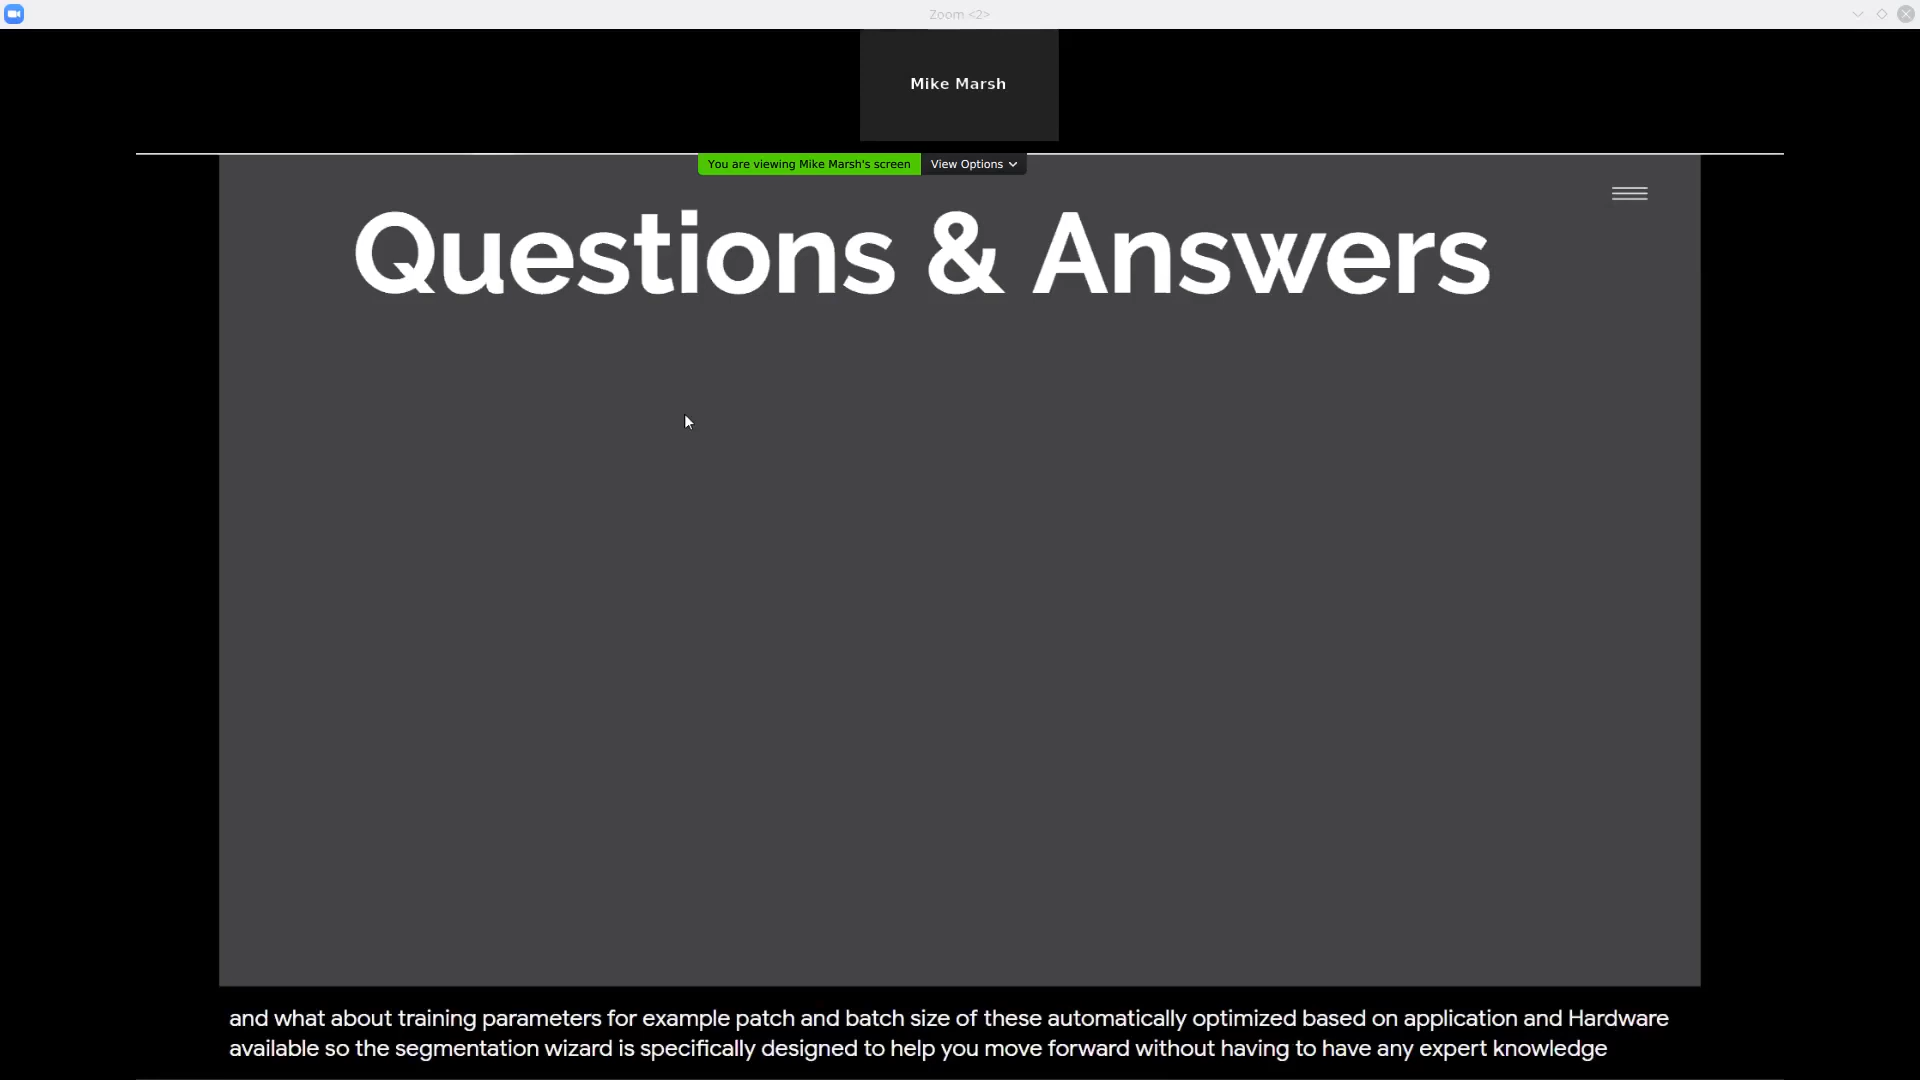 Zoom <2>
Mike Marsh
You are viewing Mike Marsh's screen View Options
Questions & Answers
and what about training parameters for example patch and batch size of these automatically optimized based on application and Hardware
available so the segmentation wizard is specifically designed to help you move forward without having to have any expert knowledge